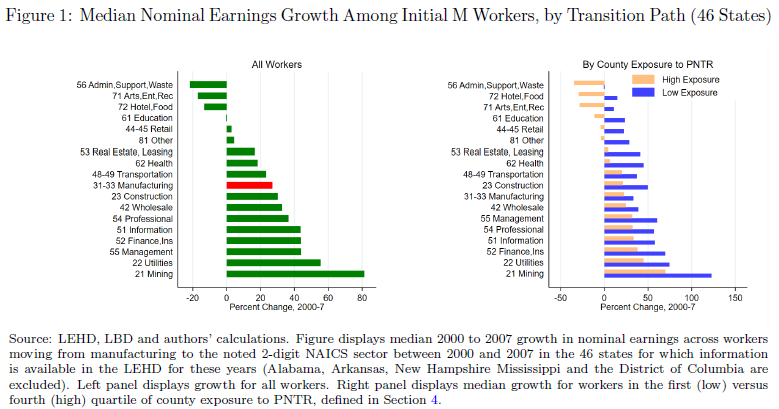 Figure 1: Median Nominal Earnings Growth Among Initial M Workers, by Transition Path (46 States)
All Workers
56 Admin,Support,Waste
71 Arts,Ent,Rec
72 Hotel,Food
61 Education
44-45 Retail
81 Other
53 Real Estate, Leasing
62 Health
48-49 Transportation
31-33 Manufacturing
23 Construction
42 Wholesale
54 Professional
51 Information
52 Finance,Ins
55 Management
22 Utilities
21 Mining
-20 0 20 40 60 80
Percent Change, 2000-7
By County Exposure to PNTR
High Exposure
Low Exposure
56 Admin,Support,Waste
72 Hotel,Food
71 Arts,Ent,Rec
61 Education
44-45 Retail
81 Other
53 Real Estate, Leasing
62 Health
48-49 Transportation
23 Construction
31-33 Manufacturing
42 Wholesale
55 Management
54 Professional
51 Information
52 Finance,Ins
22 Utilities
21 Mining
-50 0 50 100 150
Percent Change, 2000-7
Source: LEHD, LBD and authors' calculations. Figure displays median 2000 to 2007 growth in nominal earnings across workers
moving from manufacturing to the noted 2-digit NAICS sector between 2000 and 2007 in the 46 states for which information
is available in the LEHD for these years (Alabama, Arkansas, New Hampshire Mississippi and the District of Columbia are
excluded). Left panel displays growth for all workers. Right panel displays median growth for workers in the first (low) versus
fourth (high) quartile of county exposure to PNTR, defined in Section 4.